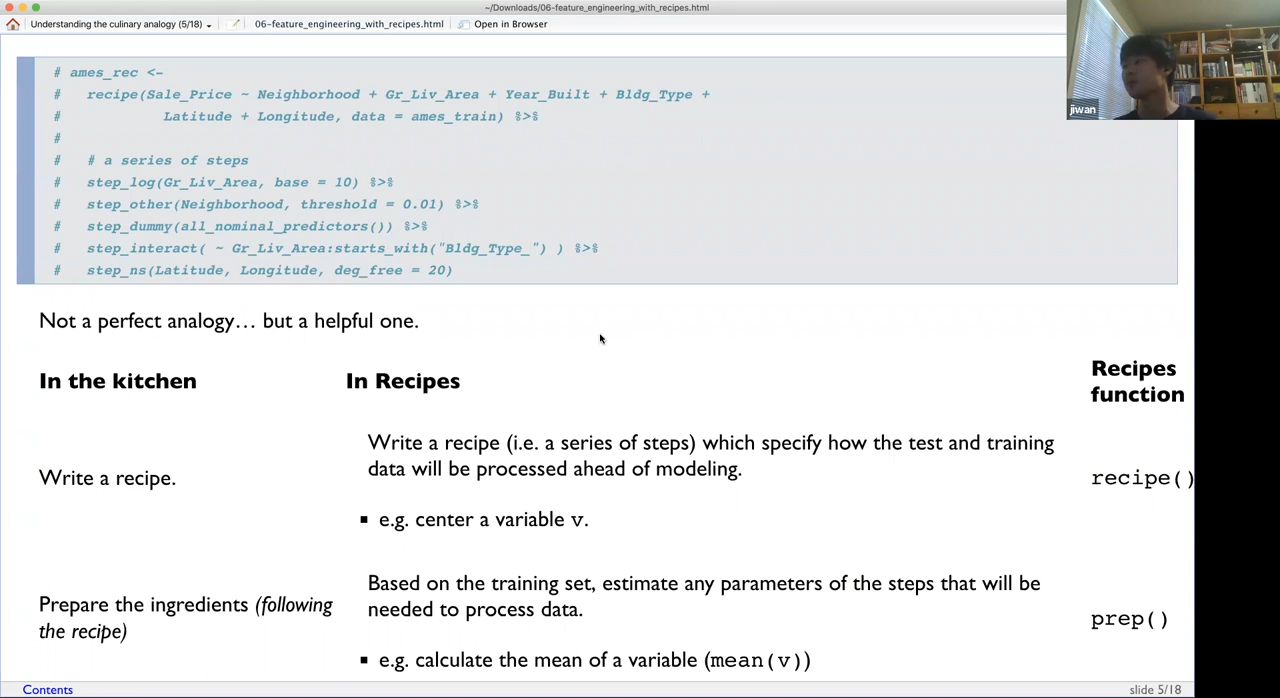 ~/Downloads/06-feature_engineering_with_recipes.html
Understanding the culinary analogy (5/18)
06-feature_engineering_with_recipes.html
Open in Browser
jiwan
# ames_rec <-
#   recipe(Sale_Price ~ Neighborhood + Gr_Liv_Area + Year_Built + Bldg_Type +
#          Latitude + Longitude, data = ames_train) %>%
#
#   # a series of steps
#   step_log(Gr_Liv_Area, base = 10) %>%
#   step_other(Neighborhood, threshold = 0.01) %>%
#   step_dummy(all_nominal_predictors()) %>%
#   step_interact( ~ Gr_Liv_Area:starts_with("Bldg_Type_") ) %>%
#   step_ns(Latitude, Longitude, deg_free = 20)
Not a perfect analogy… but a helpful one.
In the kitchen
In Recipes
Recipes
function
Write a recipe.
Write a recipe (i.e. a series of steps) which specify how the test and training
data will be processed ahead of modeling.
▪ e.g. center a variable v.
recipe()
Prepare the ingredients (following
the recipe)
Based on the training set, estimate any parameters of the steps that will be
needed to process data.
▪ e.g. calculate the mean of a variable (mean(v))
prep()
Contents
slide 5/18